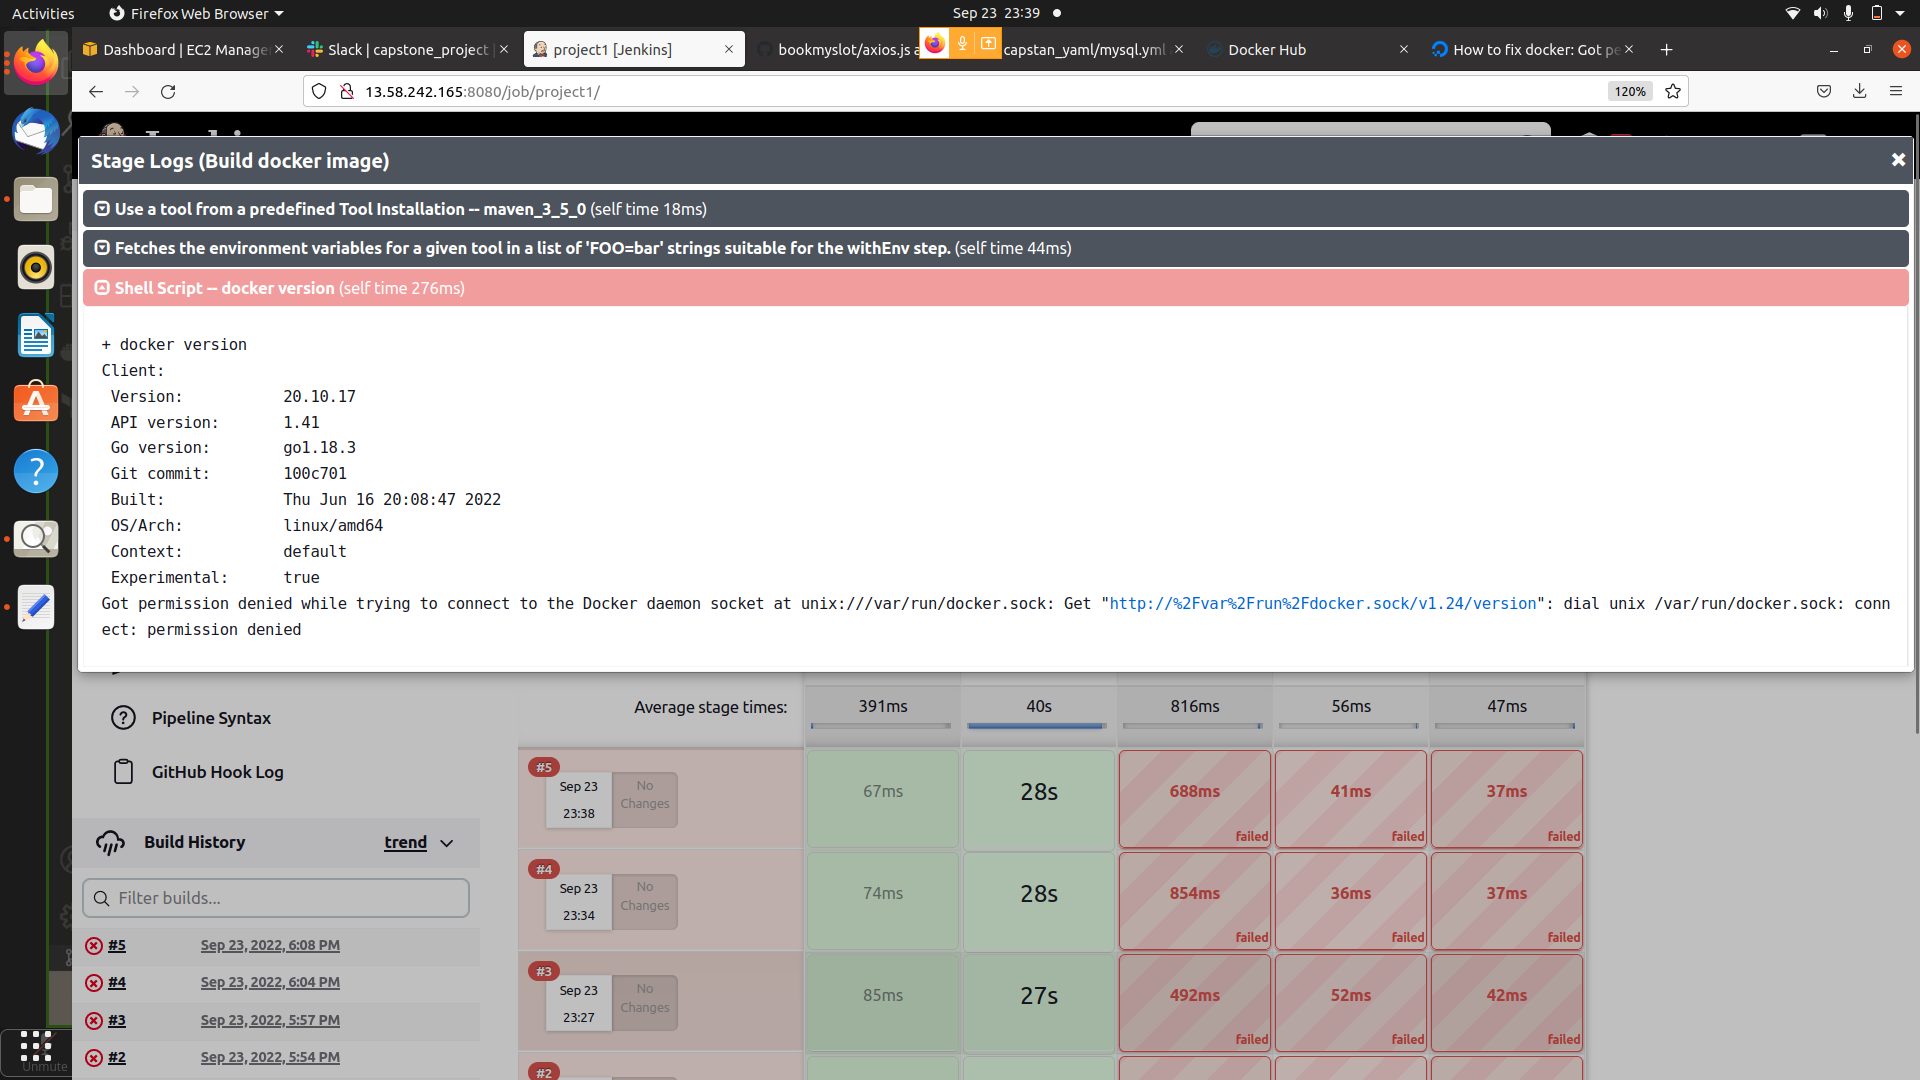 Activities
Firefox Web Browser
Sep 23 23:39
Dashboard | EC2 Manage
Slack | capstone_project |
project1 [Jenkins]
bookmyslot/axios.js a
capstan_yaml/mysql.yml
Docker Hub
How to fix docker: Got pe
13.58.242.165:8080/job/project1/
120%
Stage Logs (Build docker image)
Use a tool from a predefined Tool Installation -- maven_3_5_0 (self time 18ms)
Fetches the environment variables for a given tool in a list of 'FOO=bar' strings suitable for the withEnv step. (self time 44ms)
Shell Script -- docker version (self time 276ms)
+ docker version
Client:
Version: 20.10.17
API version: 1.41
Go version: go1.18.3
Git commit: 100c701
Built: Thu Jun 16 20:08:47 2022
OS/Arch: linux/amd64
Context: default
Experimental: true
Got permission denied while trying to connect to the Docker daemon socket at unix:///var/run/docker.sock: Get "http://%2Fvar%2Frun%2Fdocker.sock/v1.24/version": dial unix /var/run/docker.sock: conn
ect: permission denied
Pipeline Syntax
GitHub Hook Log
Build History
trend
Filter builds...
#5 Sep 23, 2022, 6:08 PM
#4 Sep 23, 2022, 6:04 PM
#3 Sep 23, 2022, 5:57 PM
#2 Sep 23, 2022, 5:54 PM
Unmute
Average stage times:
391ms
40s
816ms
56ms
47ms
#5
Sep 23
23:38
No
Changes
67ms
28s
688ms
failed
41ms
failed
37ms
failed
#4
Sep 23
23:34
No
Changes
74ms
28s
854ms
failed
36ms
failed
37ms
failed
#3
Sep 23
23:27
No
Changes
85ms
27s
492ms
failed
52ms
failed
42ms
failed
#2